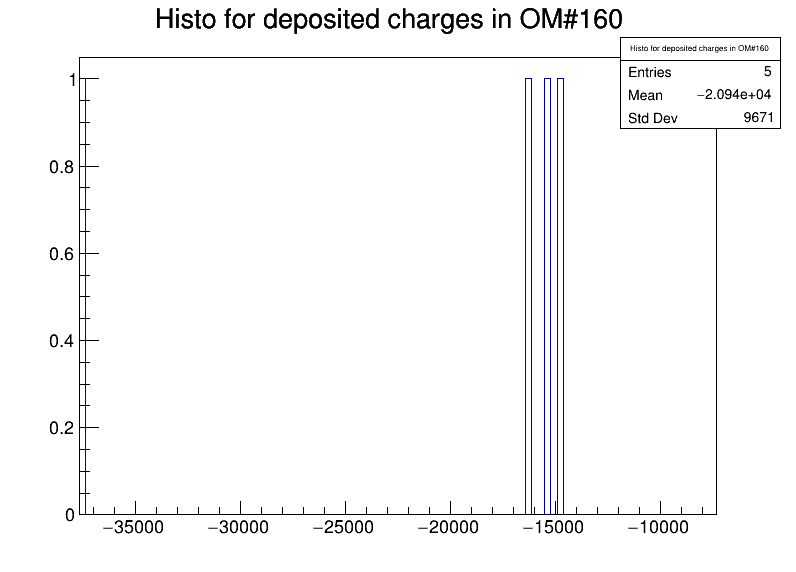 Histo for deposited charges in OM#160
Histo for deposited charges in OM#160
Entries 5
Mean −2.094e+04
Std Dev 9671
1
0.8
0.6
0.4
0.2
0
−35000 −30000 −25000 −20000 −15000 −10000